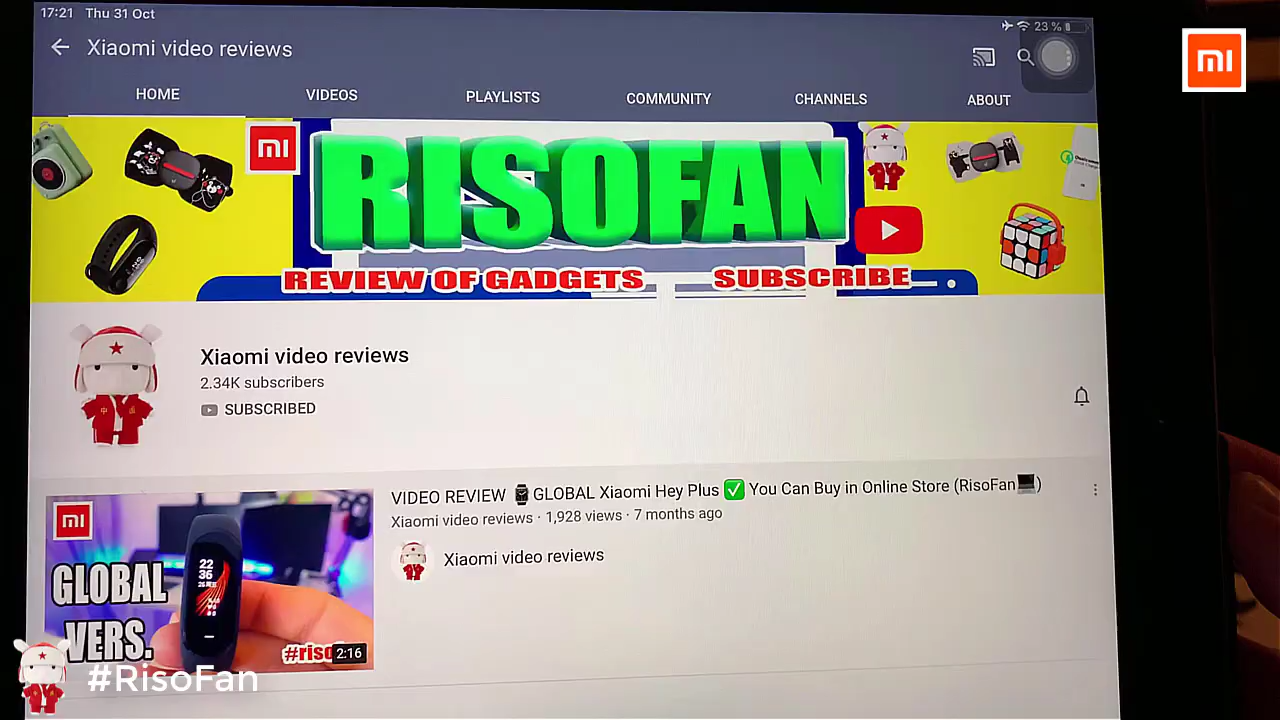 17:21 Thu 31 Oct
23 %
Xiaomi video reviews
HOME VIDEOS PLAYLISTS COMMUNITY CHANNELS ABOUT
RISOFAN
REVIEW OF GADGETS SUBSCRIBE
Xiaomi video reviews
2.34K subscribers
SUBSCRIBED
VIDEO REVIEW ⌚GLOBAL Xiaomi Hey Plus ✅ You Can Buy in Online Store (RisoFan💻)
Xiaomi video reviews · 1,928 views · 7 months ago
Xiaomi video reviews
GLOBAL
VERS.
22
36
#riso
2:16
#RisoFan
mi
mi
mi